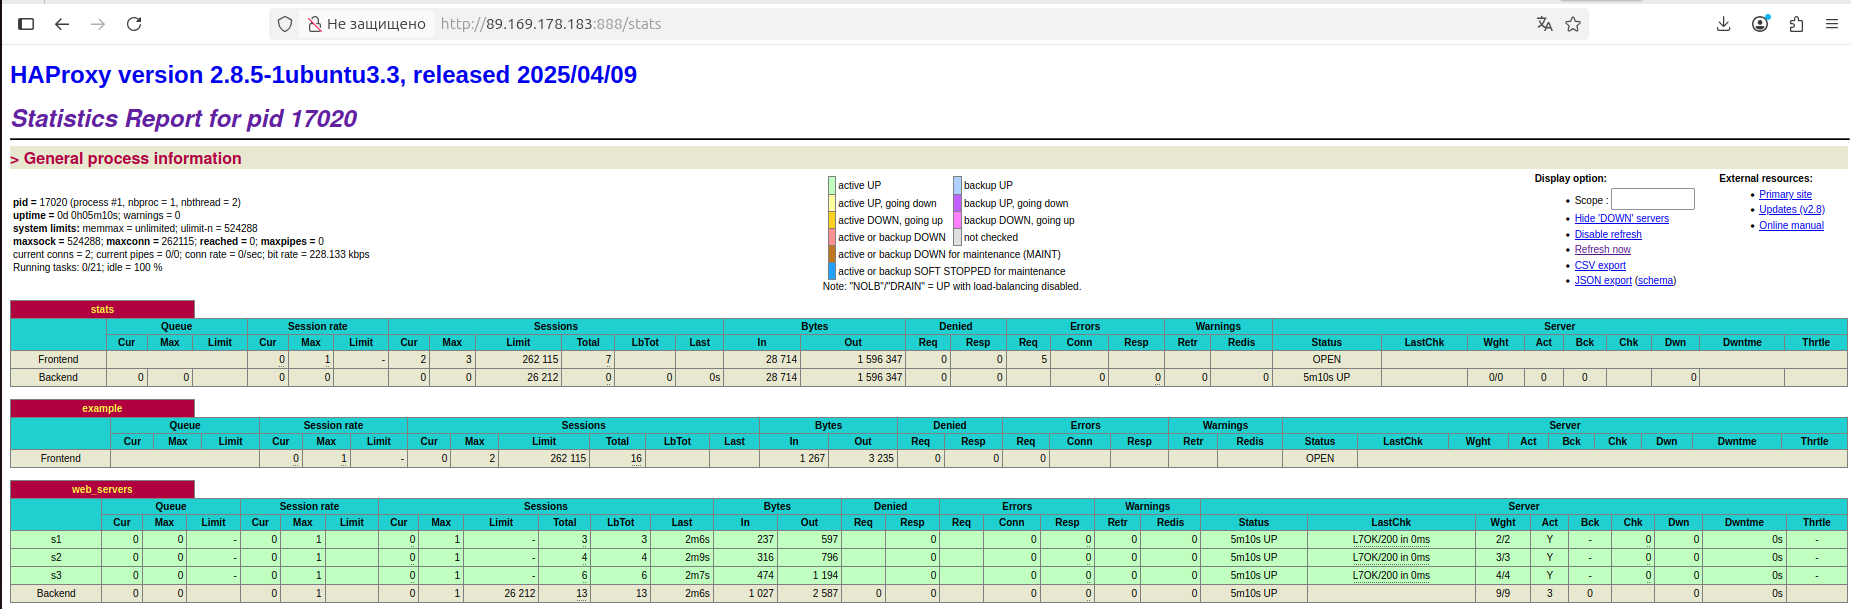 Не защищено http://89.169.178.183:888/stats
HAProxy version 2.8.5-1ubuntu3.3, released 2025/04/09
Statistics Report for pid 17020
> General process information
pid = 17020 (process #1, nbproc = 1, nbthread = 2)
uptime = 0d 0h05m10s; warnings = 0
system limits: memmax = unlimited; ulimit-n = 524288
maxsock = 524288; maxconn = 262115; reached = 0; maxpipes = 0
current conns = 2; current pipes = 0/0; conn rate = 0/sec; bit rate = 228.133 kbps
Running tasks: 0/21; idle = 100 %
active UP backup UP
active UP, going down backup UP, going down
active DOWN, going up backup DOWN, going up
active or backup DOWN not checked
active or backup DOWN for maintenance (MAINT)
active or backup SOFT STOPPED for maintenance
Note: "NOLB"/"DRAIN" = UP with load-balancing disabled.
Display option:
• Scope :
• Hide 'DOWN' servers
• Disable refresh
• Refresh now
• CSV export
• JSON export (schema)
External resources:
• Primary site
• Updates (v2.8)
• Online manual
stats
Queue Session rate Sessions Bytes Denied Errors Warnings Server
Cur Max Limit Cur Max Limit Cur Max Limit Total LbTot Last In Out Req Resp Req Conn Resp Retr Redis Status LastChk Wght Act Bck Chk Dwn Dwntme Thrtle
Frontend 0 1 - 2 3 262 115 7 28 714 1 596 347 0 0 5 OPEN
Backend 0 0 0 0 0 0 26 212 0 0 0s 28 714 1 596 347 0 0 0 0 0 0 5m10s UP 0/0 0 0 0
example
Queue Session rate Sessions Bytes Denied Errors Warnings Server
Cur Max Limit Cur Max Limit Cur Max Limit Total LbTot Last In Out Req Resp Req Conn Resp Retr Redis Status LastChk Wght Act Bck Chk Dwn Dwntme Thrtle
Frontend 0 1 - 0 2 262 115 16 1 267 3 235 0 0 0 OPEN
web_servers
Queue Session rate Sessions Bytes Denied Errors Warnings Server
Cur Max Limit Cur Max Limit Cur Max Limit Total LbTot Last In Out Req Resp Req Conn Resp Retr Redis Status LastChk Wght Act Bck Chk Dwn Dwntme Thrtle
s1 0 0 - 0 1 0 1 - 3 3 2m6s 237 597 0 0 0 0 0 5m10s UP L7OK/200 in 0ms 2/2 Y - 0 0 0s -
s2 0 0 - 0 1 0 1 - 4 4 2m9s 316 796 0 0 0 0 0 5m10s UP L7OK/200 in 0ms 3/3 Y - 0 0 0s -
s3 0 0 - 0 1 0 1 - 6 6 2m7s 474 1 194 0 0 0 0 0 5m10s UP L7OK/200 in 0ms 4/4 Y - 0 0 0s -
Backend 0 0 0 1 0 1 26 212 13 13 2m6s 1 027 2 587 0 0 0 0 0 0 5m10s UP 9/9 3 0 0 0s